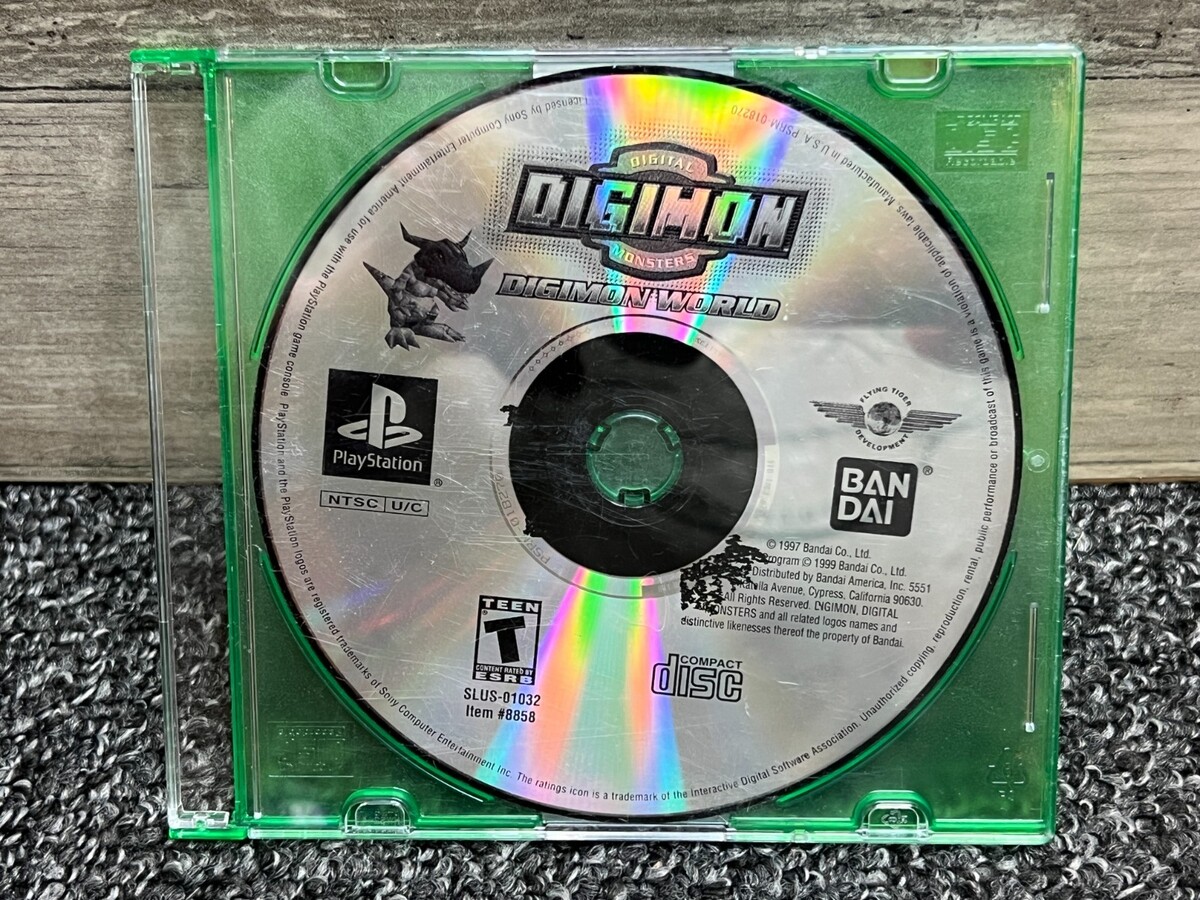 DIGITAL
DIGIMON
MONSTERS
DIGIMON WORLD
PlayStation
®
NTSC U/C
FLYING TIGER
DEVELOPMENT
BAN
DAI
®
© 1997 Bandai Co., Ltd.
Program © 1999 Bandai Co., Ltd.
Distributed by Bandai America, Inc. 5551
Katella Avenue, Cypress, California 90630.
All Rights Reserved. DIGIMON, DIGITAL
MONSTERS and all related logos names and
distinctive likenesses thereof the property of Bandai.
TEEN
T
CONTENT RATED BY
ESRB
SLUS-01032
Item #8858
COMPACT
disc
Licensed by Sony Computer Entertainment America for use with the PlayStation game console. PlayStation and the PlayStation logos are registered trademarks of Sony Computer Entertainment Inc. The ratings icon is a trademark of the Interactive Digital Software Association. Unauthorized copying, reproduction, rental, public performance or broadcast of this game is a violation of applicable laws. Manufactured in U.S.A. PSRM 018270
Recordable